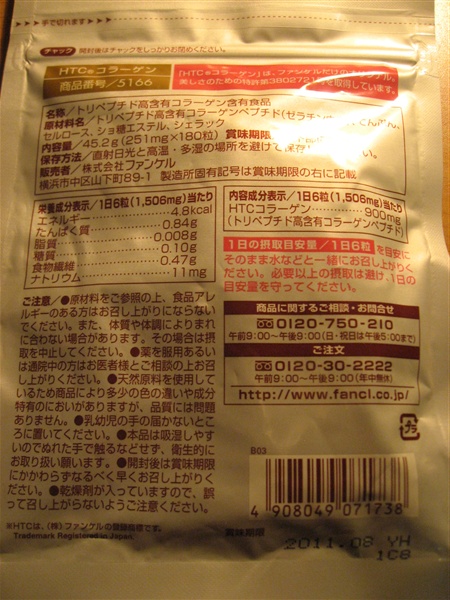 手で切れます
チャック 開封後はチャックをしっかりお閉めください。
HTC®コラーゲン
商品番号／5166
「HTC®コラーゲン」は、ファンケルだけの
美しさのための特許第3802721 を取得しています。
名称／トリペプチド高含有コラーゲン含有食品
原材料名／トリペプチド高含有コラーゲンペプチド(ゼラチン
セルロース、ショ糖エステル、シェラック
内容量／45.2g(251mg×180粒) 賞味期限
保存方法／直射日光と高温・多湿の場所を避けて保存 い。
販売者／株式会社ファンケル
横浜市中区山下町89-1 製造所固有記号は賞味期限の右に記載
栄養成分表示／1日6粒(1,506mg)当たり
エネルギー 4.8kcal
たんぱく質 0.84g
脂質 0.008g
糖質 0.10g
食物繊維 0.47g
ナトリウム 11mg
内容成分表示／1日6粒(1,506mg)当たり
HTCコラーゲン 900mg
(トリペプチド高含有コラーゲンペプチド)
1日の摂取目安量／1日6粒 を目安に
そのまま水などと一緒にお召し上がりく
ださい。必要以上の摂取は避け、1日の
目安量を守ってください。
ご注意／●原材料をご参照の上、食品アレ
ルギーのある方はお召し上がりにならない
でください。また、体質や体調によりまれ
に合わない場合があります。その場合は摂
取を中止してください。●薬を服用あるい
は通院中の方はお医者様とご相談の上お召
し上がりください。●天然原料を使用して
いるため商品により多少の色の違いや成分
特有のにおいがありますが、品質には問題
ありません。●乳幼児の手の届かないとこ
ろに置いてください。●本品は吸湿しやす
いのでぬれた手で触るなどせず、衛生的に
お取り扱い願います。●開封後は賞味期限
にかかわらずなるべく早くお召し上がりく
ださい。●乾燥剤が入っていますので、誤
って召し上がらないようご注意ください。
※HTCは、(株)ファンケルの登録商標です。
Trademark Registered in Japan.
商品に関するご相談・お問合せ
0120-750-210
午前9:00～午後9:00(日・祝日は午後5:00まで)
ご注文
0120-30-2222
午前9:00～午後9:00(年中無休)
http://www.fancl.co.jp/
プラ
B03
4 908049 071738
賞味期限
2011.08 YH
1C8